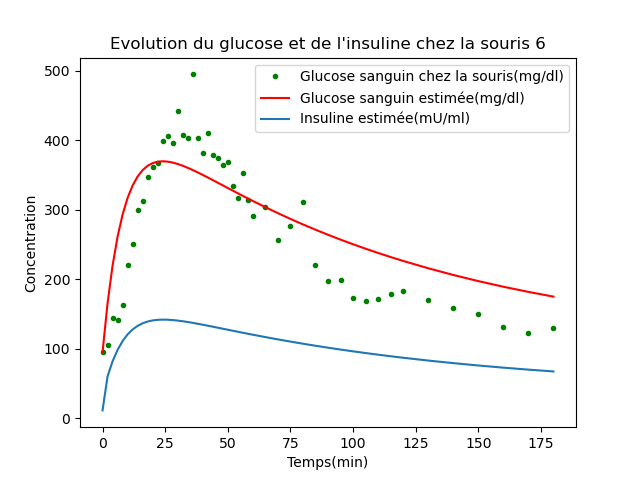 Evolution du glucose et de l'insuline chez la souris 6
Glucose sanguin chez la souris(mg/dl)
Glucose sanguin estimée(mg/dl)
Insuline estimée(mU/ml)
500
400
300
200
100
0
Concentration
0 25 50 75 100 125 150 175
Temps(min)